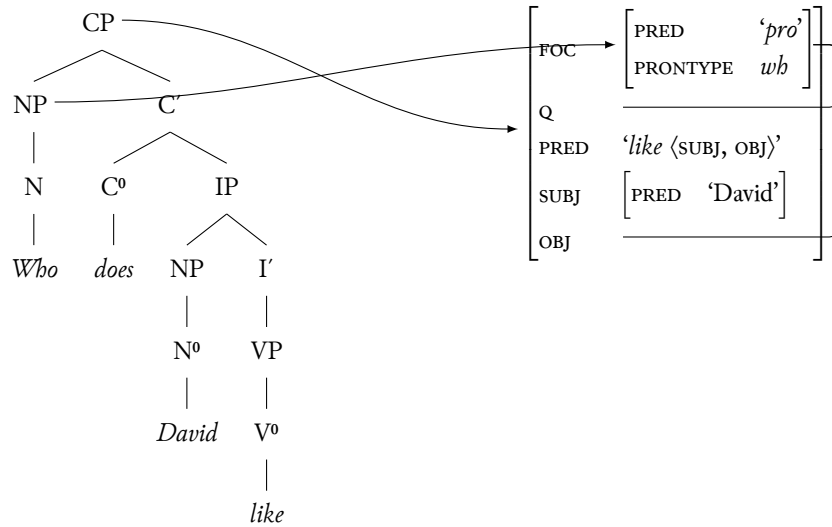 CP
NP C′
N C⁰ IP
Who does NP I′
N⁰ VP
David V⁰
like
FOC PRED ‘pro’
PRONTYPE wh
Q
PRED ‘like ⟨SUBJ, OBJ⟩’
SUBJ PRED ‘David’
OBJ